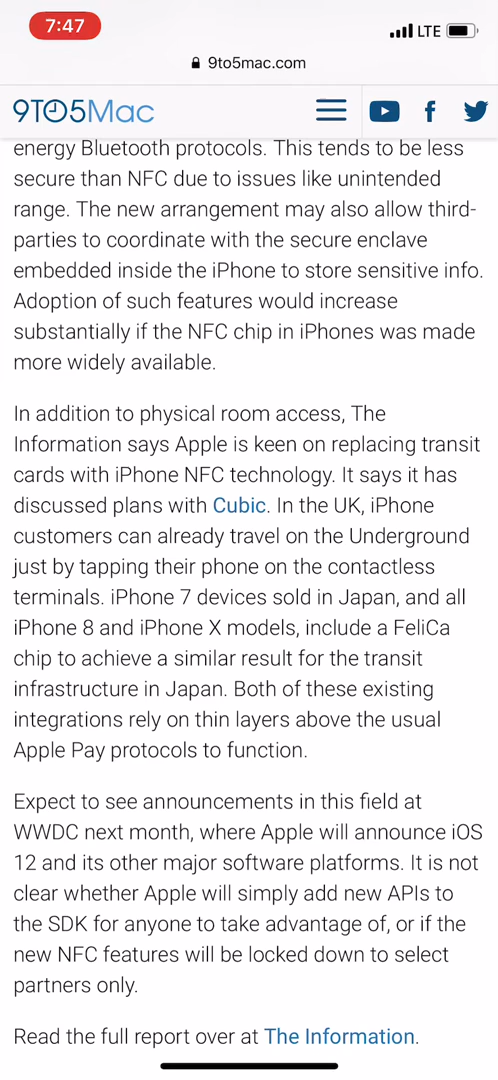 7:47
LTE
9to5mac.com
9TO5Mac
energy Bluetooth protocols. This tends to be less
secure than NFC due to issues like unintended
range. The new arrangement may also allow third-
parties to coordinate with the secure enclave
embedded inside the iPhone to store sensitive info.
Adoption of such features would increase
substantially if the NFC chip in iPhones was made
more widely available.
In addition to physical room access, The
Information says Apple is keen on replacing transit
cards with iPhone NFC technology. It says it has
discussed plans with Cubic. In the UK, iPhone
customers can already travel on the Underground
just by tapping their phone on the contactless
terminals. iPhone 7 devices sold in Japan, and all
iPhone 8 and iPhone X models, include a FeliCa
chip to achieve a similar result for the transit
infrastructure in Japan. Both of these existing
integrations rely on thin layers above the usual
Apple Pay protocols to function.
Expect to see announcements in this field at
WWDC next month, where Apple will announce iOS
12 and its other major software platforms. It is not
clear whether Apple will simply add new APIs to
the SDK for anyone to take advantage of, or if the
new NFC features will be locked down to select
partners only.
Read the full report over at The Information.